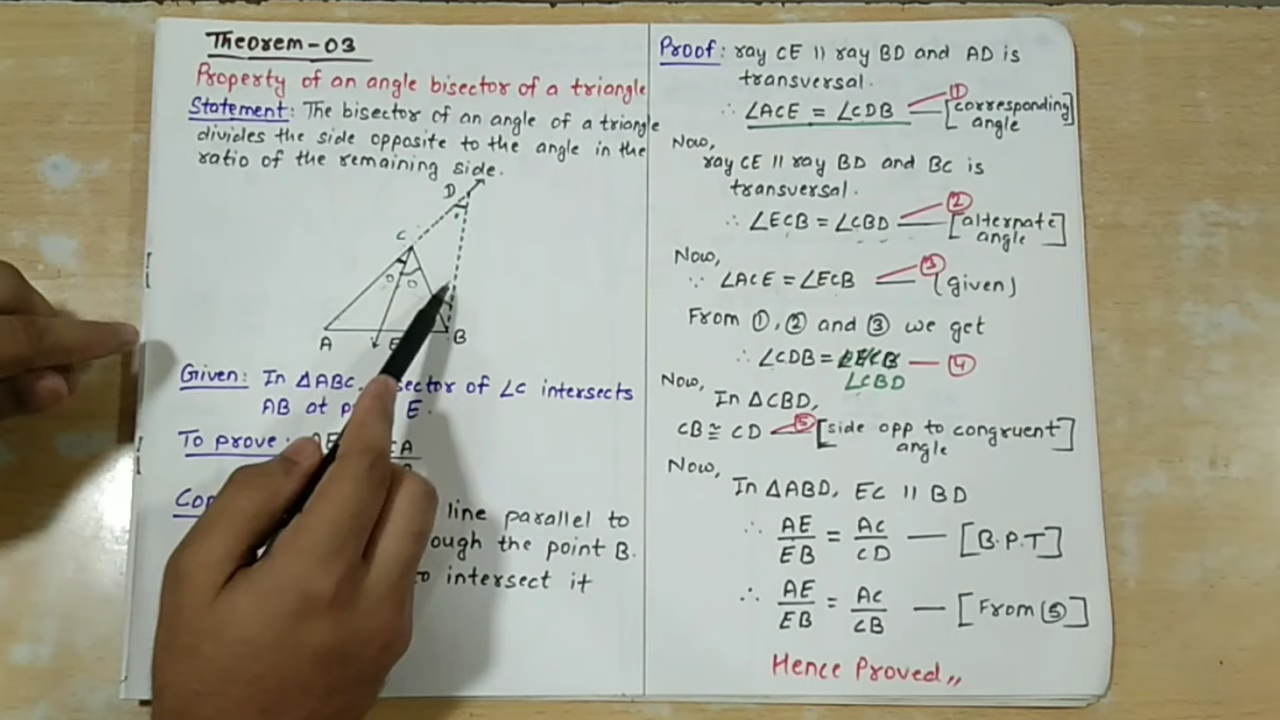 Theorem-03
Property of an angle bisector of a triangle
Statement: The bisector of an angle of a triangle
divides the side opposite to the angle in the
ratio of the remaining side.
D
C
A
E
B
Given: In ΔABC, sector of ∠C intersects
AB at E.
To prove:
CA
line parallel to
ough the point B.
to intersect it
Proof: ray CE || ray BD and AD is
transversal.
∴ ∠ACE = ∠CDB — ① [corresponding
angle]
Now,
ray CE || ray BD and BC is
transversal.
∴ ∠ECB = ∠CBD — ② [alternate
angle]
Now,
∵ ∠ACE = ∠ECB — ③ (given)
From ①, ② and ③ we get
∴ ∠CDB = — ④
∠CBD
Now,
In ΔCBD,
CB ≅ CD — ⑤ [side opp to congruent
angle]
Now,
In ΔABD, EC || BD
∴ AE/EB = AC/CD — [B.P.T]
∴ AE/EB = AC/CB — [From ⑤]
Hence Proved,,